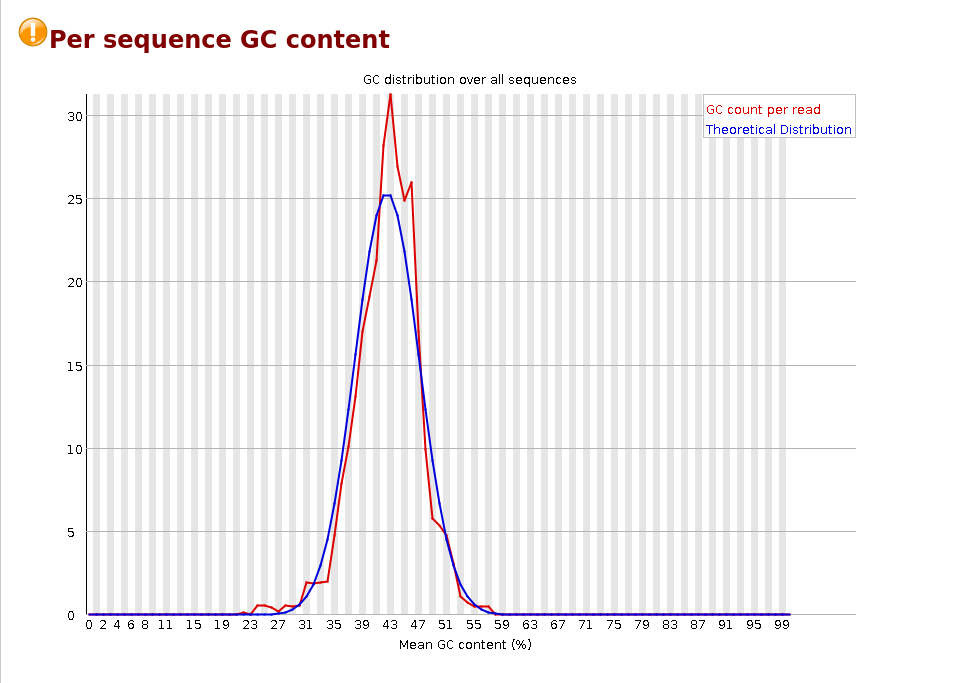 Per sequence GC content
GC distribution over all sequences
GC count per read
Theoretical Distribution
30
25
20
15
10
5
0
0 2 4 6 8 11 15 19 23 27 31 35 39 43 47 51 55 59 63 67 71 75 79 83 87 91 95 99
Mean GC content (%)